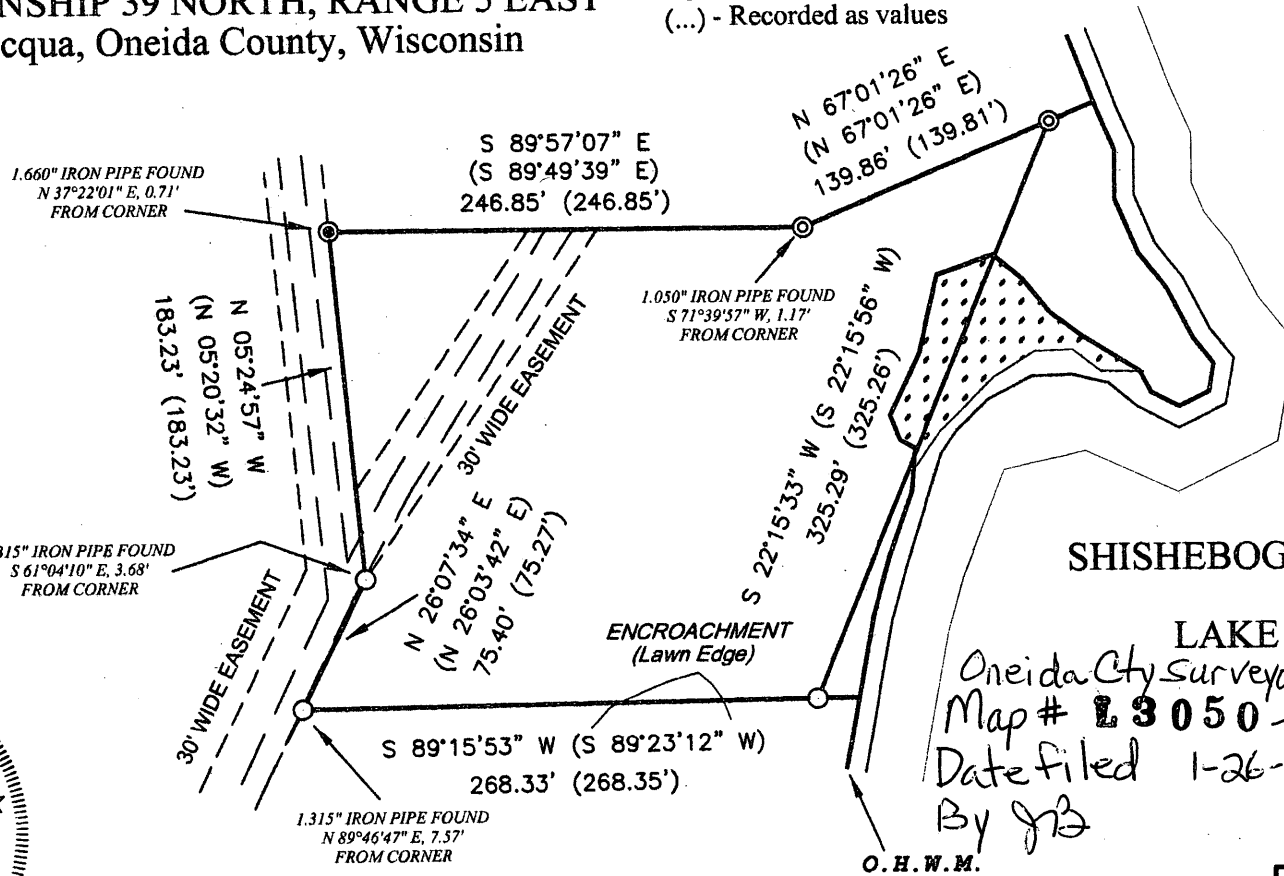 NSHIP 39 NORTH, RANGE 5 EAST
cqua, Oneida County, Wisconsin
(...) - Recorded as values
N 67°01'26" E
(N 67°01'26" E)
139.86' (139.81')
S 89°57'07" E
(S 89°49'39" E)
246.85' (246.85')
1.660" IRON PIPE FOUND
N 37°22'01" E, 0.71'
FROM CORNER
1.050" IRON PIPE FOUND
S 71°39'57" W, 1.17'
FROM CORNER
N 05°24'57" W
(N 05°20'32" W)
183.23' (183.23')
30' WIDE EASEMENT
S 22°15'33" W (S 22°15'56" W)
325.29' (325.26')
315" IRON PIPE FOUND
S 61°04'10" E, 3.68'
FROM CORNER
N 26°07'34" E
(N 26°03'42" E)
75.40' (75.27')
30' WIDE EASEMENT
ENCROACHMENT
(Lawn Edge)
S 89°15'53" W (S 89°23'12" W)
268.33' (268.35')
1.315" IRON PIPE FOUND
N 89°46'47" E, 7.57'
FROM CORNER
SHISHEBOG
LAKE
Oneida Cty Surveyo
Map # L3050-
Date filed 1-26-
By JB
O.H.W.M.